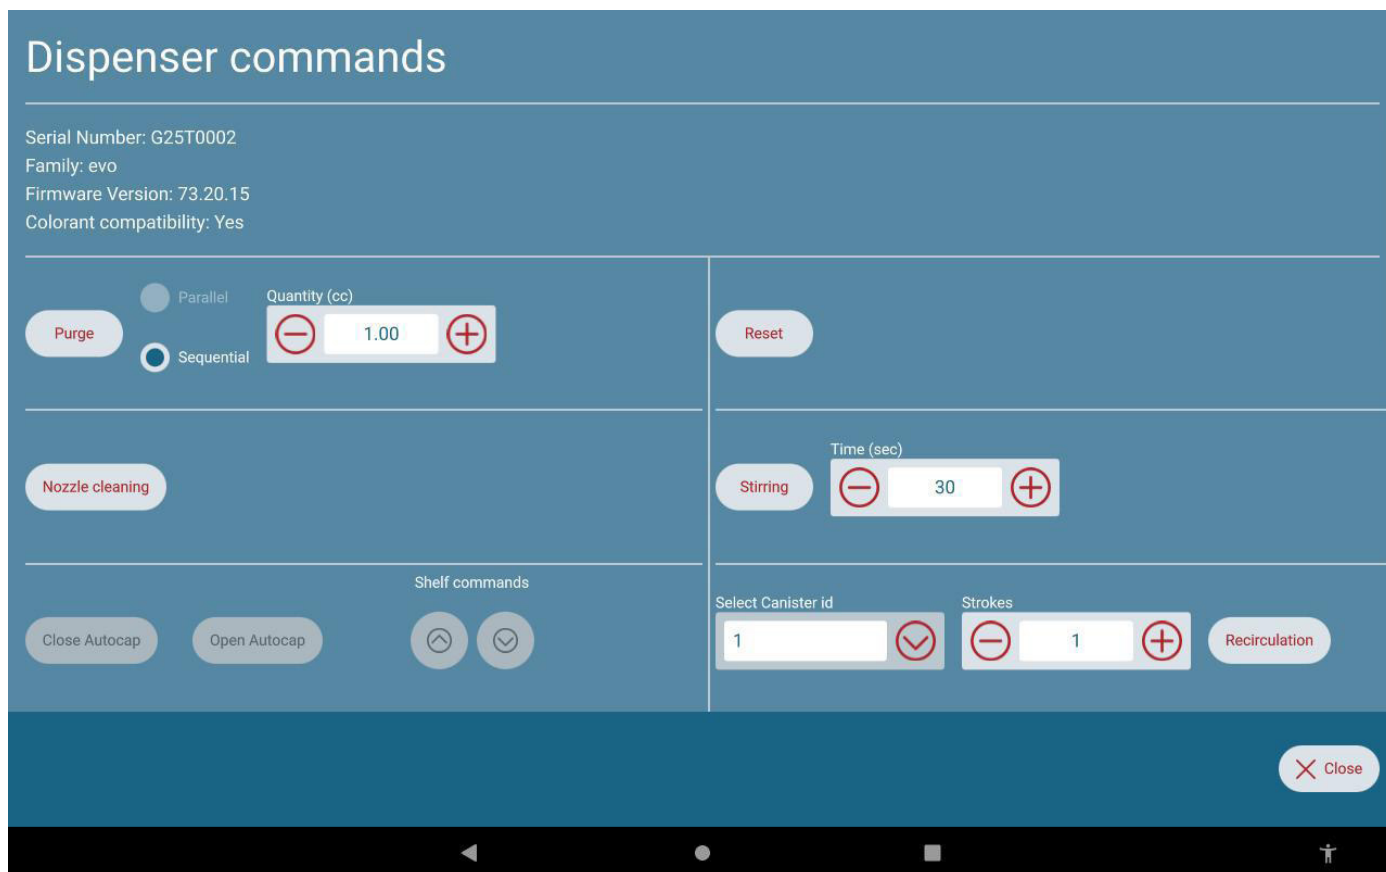 Dispenser commands
Serial Number: G25T0002
Family: evo
Firmware Version: 73.20.15
Colorant compatibility: Yes
Purge
Parallel
Sequential
Quantity (cc)
1.00
Reset
Nozzle cleaning
Stirring
Time (sec)
30
Close Autocap
Open Autocap
Shelf commands
Select Canister id
1
Strokes
1
Recirculation
Close